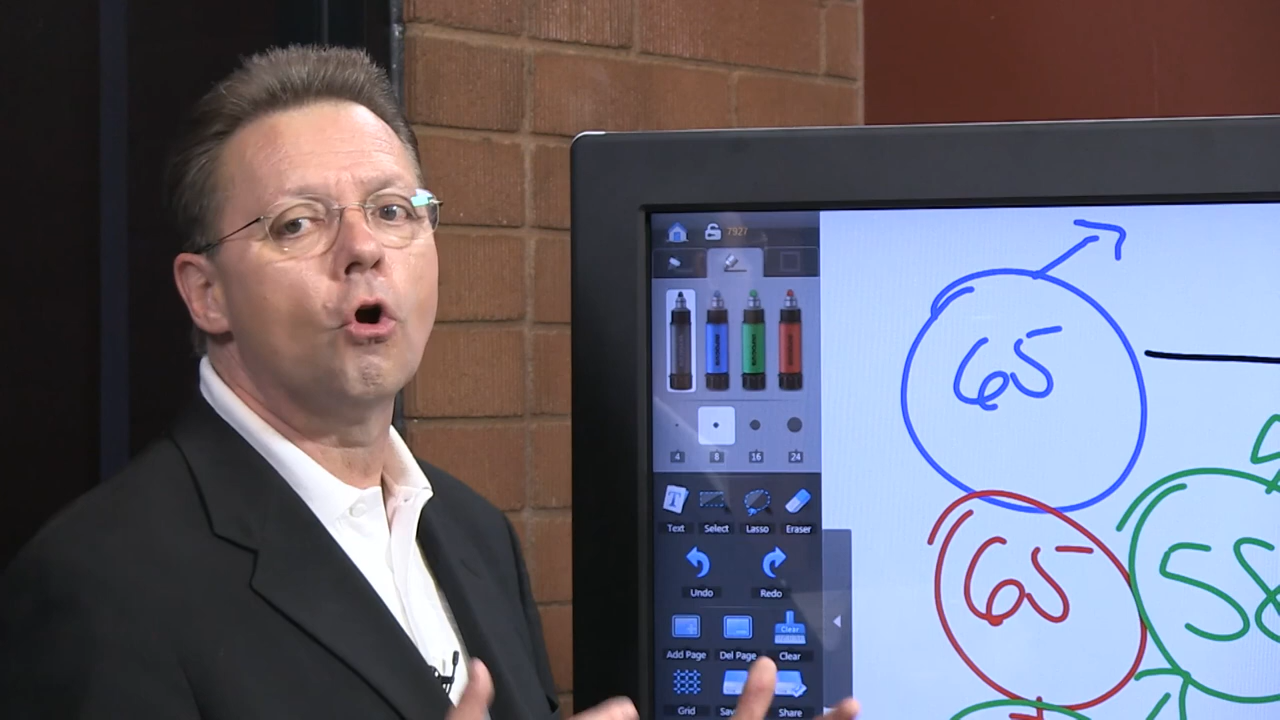 7927
65
4 8 16 24
Text Select Lasso Eraser
Undo Redo
65
58
Clear
Add Page Del Page Clear
Grid Share